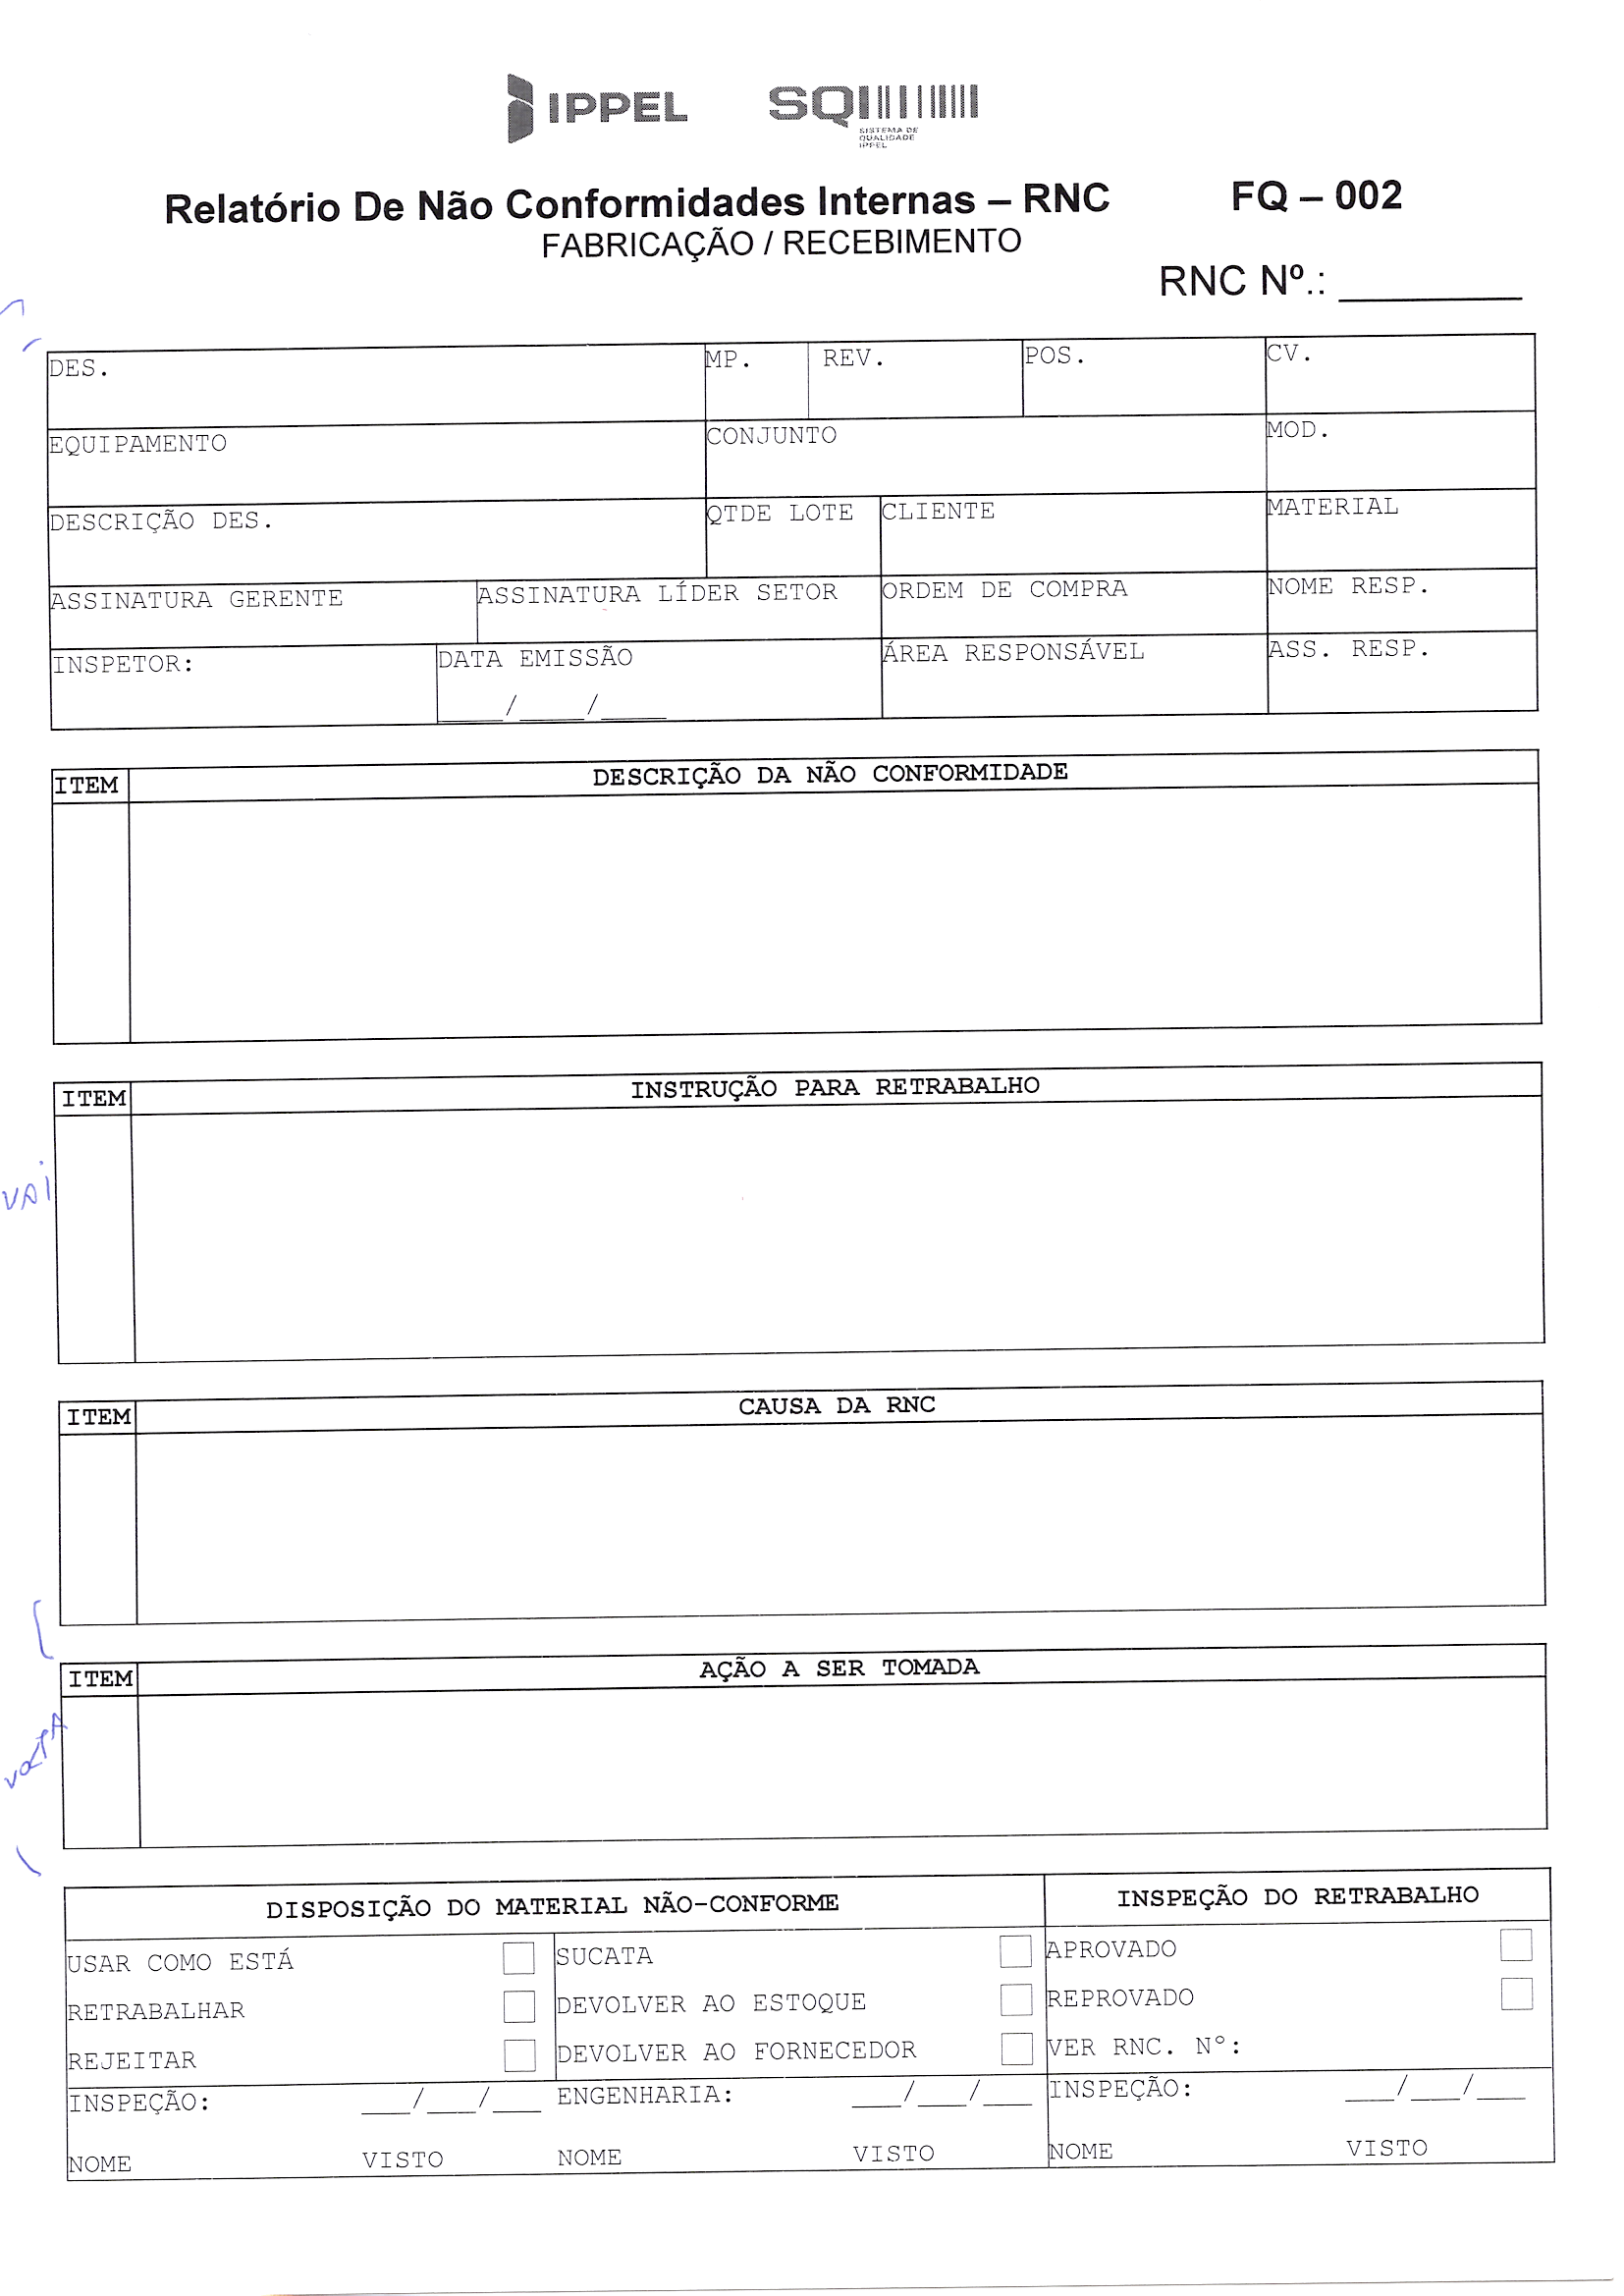 IPPEL SQI
SISTEMA DE
QUALIDADE
IPPEL
Relatório De Não Conformidades Internas – RNC FQ – 002
FABRICAÇÃO / RECEBIMENTO
RNC Nº.: ________
DES. MP. REV. POS. CV.
EQUIPAMENTO CONJUNTO MOD.
DESCRIÇÃO DES. QTDE LOTE CLIENTE MATERIAL
ASSINATURA GERENTE ASSINATURA LÍDER SETOR ORDEM DE COMPRA NOME RESP.
INSPETOR: DATA EMISSÃO ÁREA RESPONSÁVEL ASS. RESP.
____/____/____
ITEM DESCRIÇÃO DA NÃO CONFORMIDADE
ITEM INSTRUÇÃO PARA RETRABALHO
VAI
ITEM CAUSA DA RNC
ITEM AÇÃO A SER TOMADA
DISPOSIÇÃO DO MATERIAL NÃO-CONFORME INSPEÇÃO DO RETRABALHO
USAR COMO ESTÁ SUCATA APROVADO
RETRABALHAR DEVOLVER AO ESTOQUE REPROVADO
REJEITAR DEVOLVER AO FORNECEDOR VER RNC. Nº:
INSPEÇÃO: ___/___/___ ENGENHARIA: ___/___/___ INSPEÇÃO: ___/___/___
NOME VISTO NOME VISTO NOME VISTO